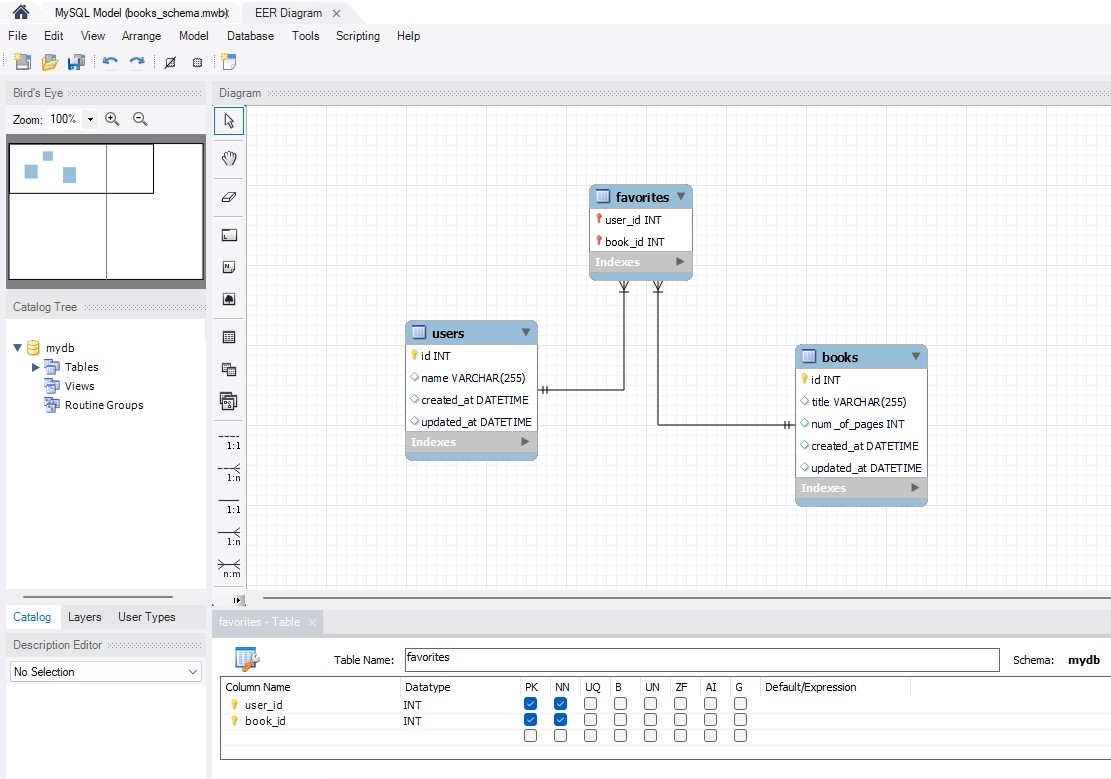 MySQL Model (books_schema.mwb) EER Diagram
File Edit View Arrange Model Database Tools Scripting Help
Bird's Eye
Zoom: 100%
Diagram
favorites
user_id INT
book_id INT
Indexes
users
id INT
name VARCHAR(255)
created_at DATETIME
updated_at DATETIME
Indexes
books
id INT
title VARCHAR(255)
num_of_pages INT
created_at DATETIME
updated_at DATETIME
Indexes
1:1
1:n
1:1
1:n
n:m
Catalog Tree
mydb
Tables
Views
Routine Groups
Catalog Layers User Types
Description Editor
No Selection
favorites - Table
Table Name: favorites Schema: mydb
Column Name Datatype PK NN UQ B UN ZF AI G Default/Expression
user_id INT
book_id INT